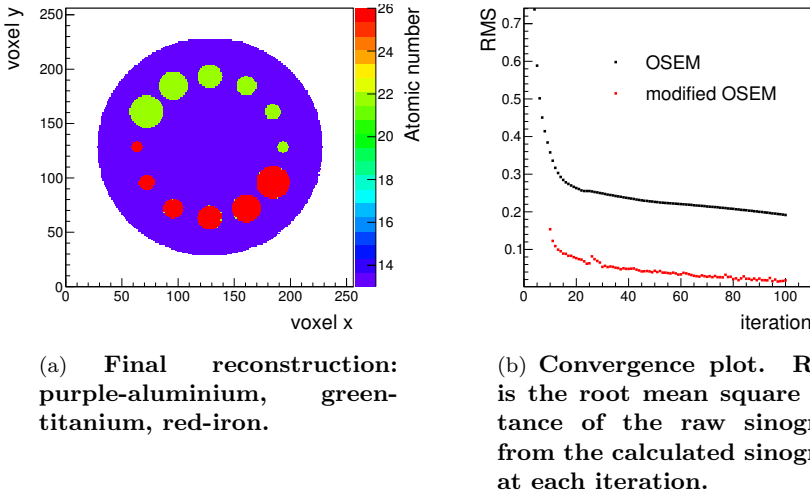 voxel y
250
200
150
100
50
0
0 50 100 150 200 250
voxel x
26
24
22
20
18
16
14
Atomic number
RMS
0.7
0.6
0.5
0.4
0.3
0.2
0.1
OSEM
modified OSEM
0 20 40 60 80 100
iteration
(a) Final reconstruction:
purple-aluminium, green-
titanium, red-iron.
(b) Convergence plot. R
is the root mean square
tance of the raw sinogr
from the calculated sinogr
at each iteration.